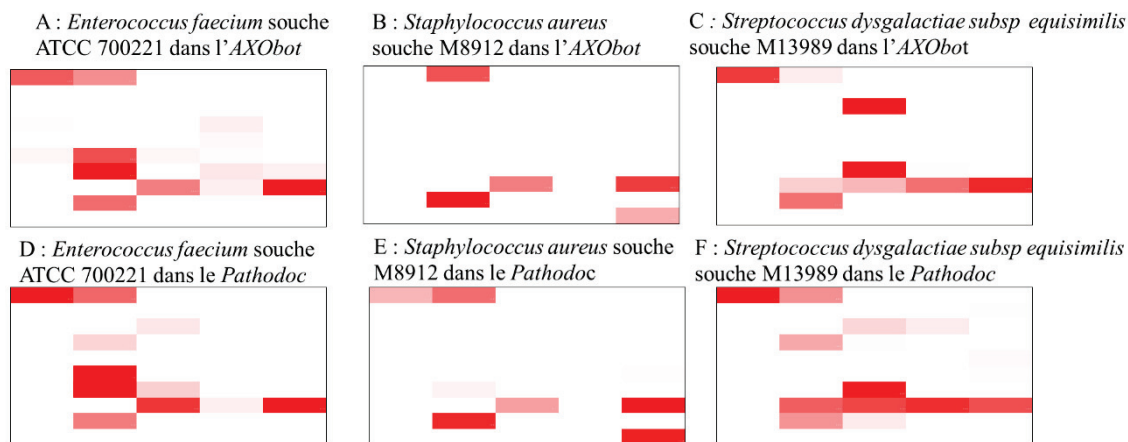 A : Enterococcus faecium souche
ATCC 700221 dans l'AXObot
B : Staphylococcus aureus
souche M8912 dans l'AXObot
C : Streptococcus dysgalactiae subsp equisimilis
souche M13989 dans l'AXObot
D : Enterococcus faecium souche
ATCC 700221 dans le Pathodoc
E : Staphylococcus aureus souche
M8912 dans le Pathodoc
F : Streptococcus dysgalactiae subsp equisimilis
souche M13989 dans le Pathodoc